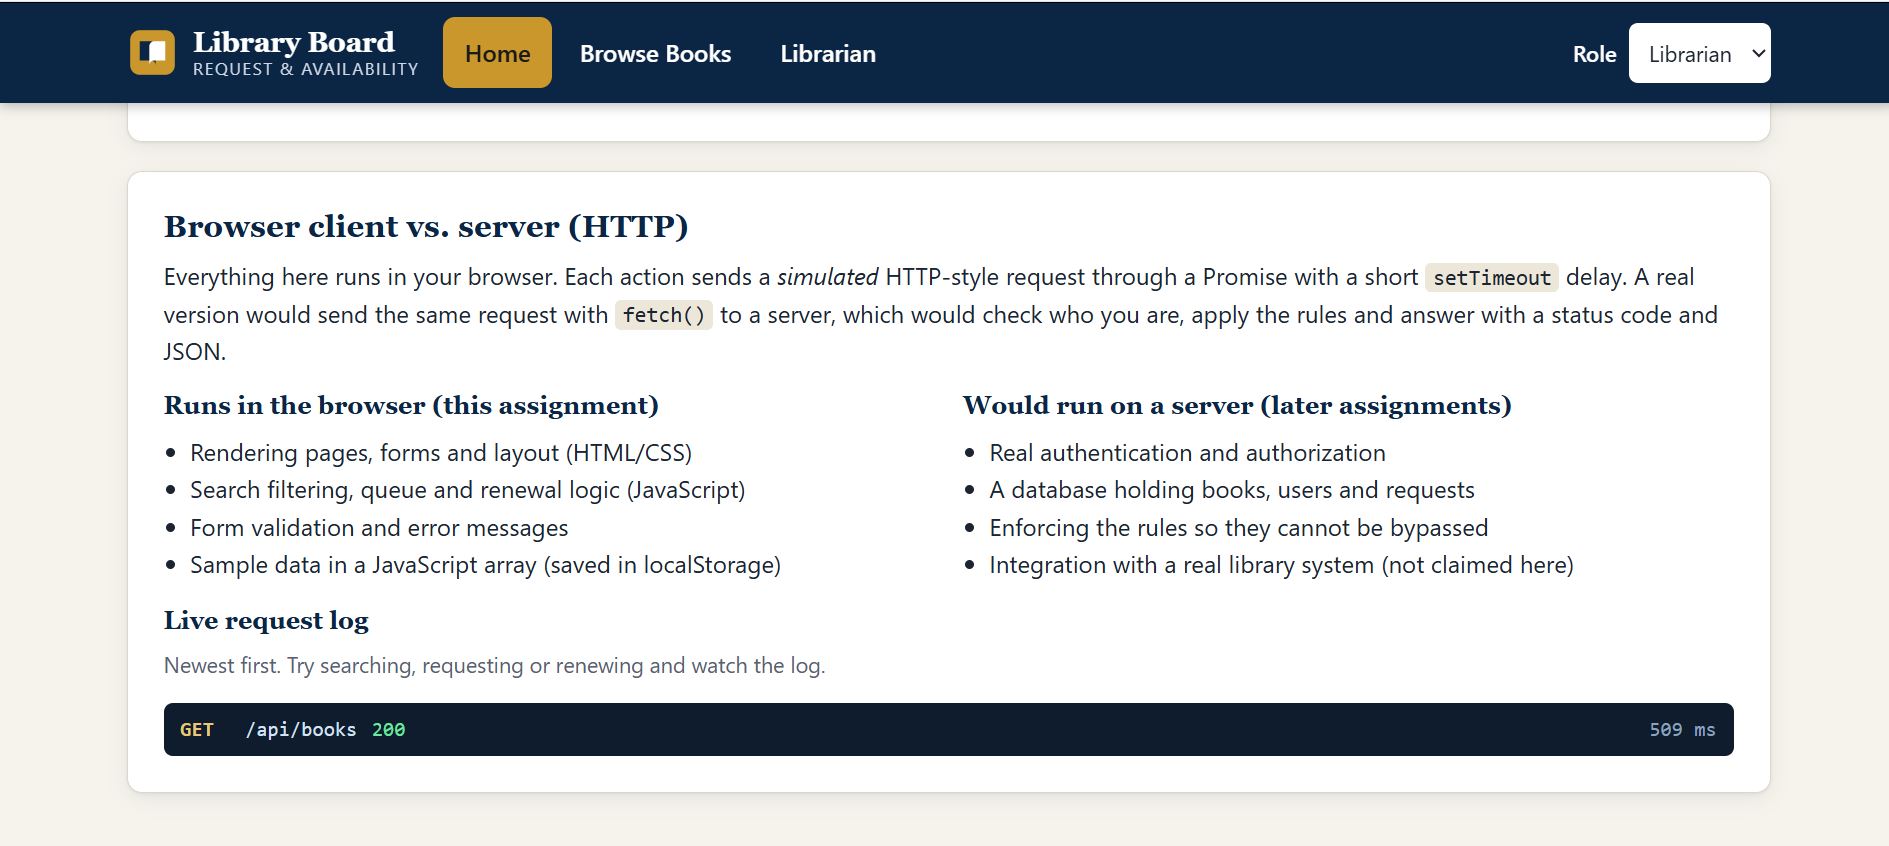 Library Board
REQUEST & AVAILABILITY
Home
Browse Books
Librarian
Role
Librarian
Browser client vs. server (HTTP)
Everything here runs in your browser. Each action sends a simulated HTTP-style request through a Promise with a short setTimeout delay. A real
version would send the same request with fetch() to a server, which would check who you are, apply the rules and answer with a status code and
JSON.
Runs in the browser (this assignment)
• Rendering pages, forms and layout (HTML/CSS)
• Search filtering, queue and renewal logic (JavaScript)
• Form validation and error messages
• Sample data in a JavaScript array (saved in localStorage)
Would run on a server (later assignments)
• Real authentication and authorization
• A database holding books, users and requests
• Enforcing the rules so they cannot be bypassed
• Integration with a real library system (not claimed here)
Live request log
Newest first. Try searching, requesting or renewing and watch the log.
GET /api/books 200 509 ms